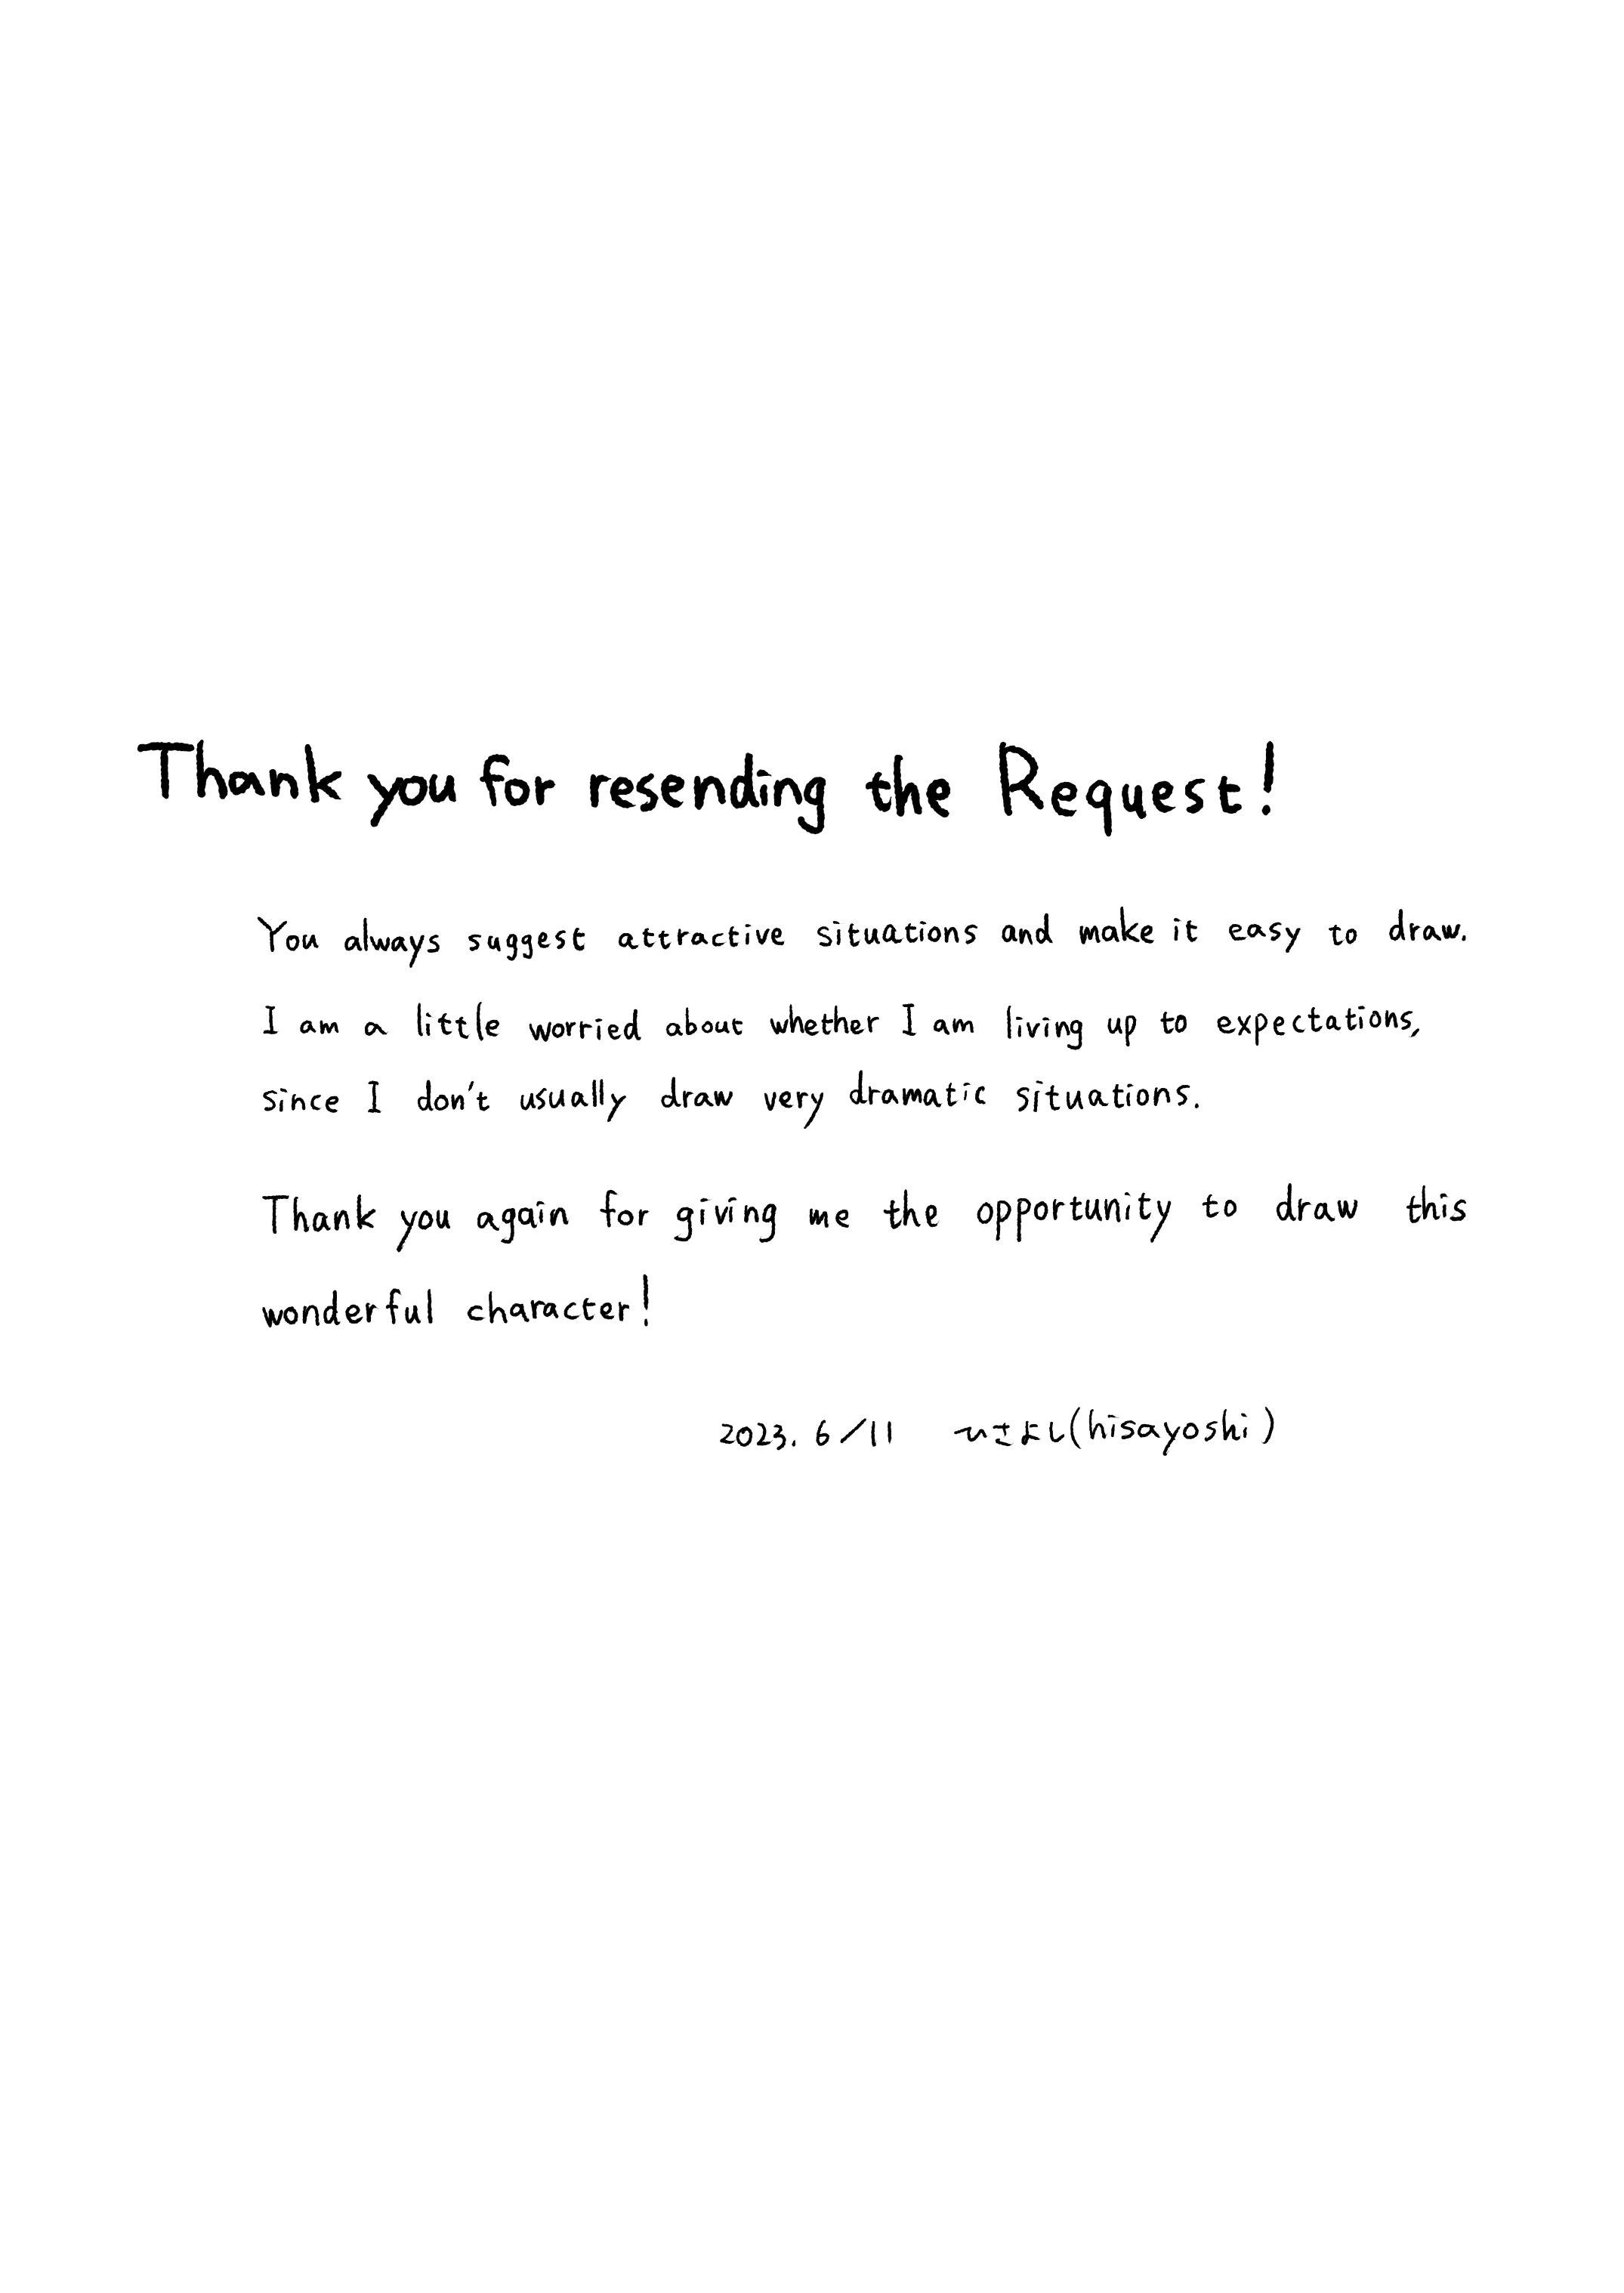 Thank you for resending the Request!
You always suggest attractive situations and make it easy to draw.
I am a little worried about whether I am living up to expectations,
since I don't usually draw very dramatic situations.
Thank you again for giving me the opportunity to draw this
wonderful character!
2023. 6/11 ひさよし(hisayoshi)